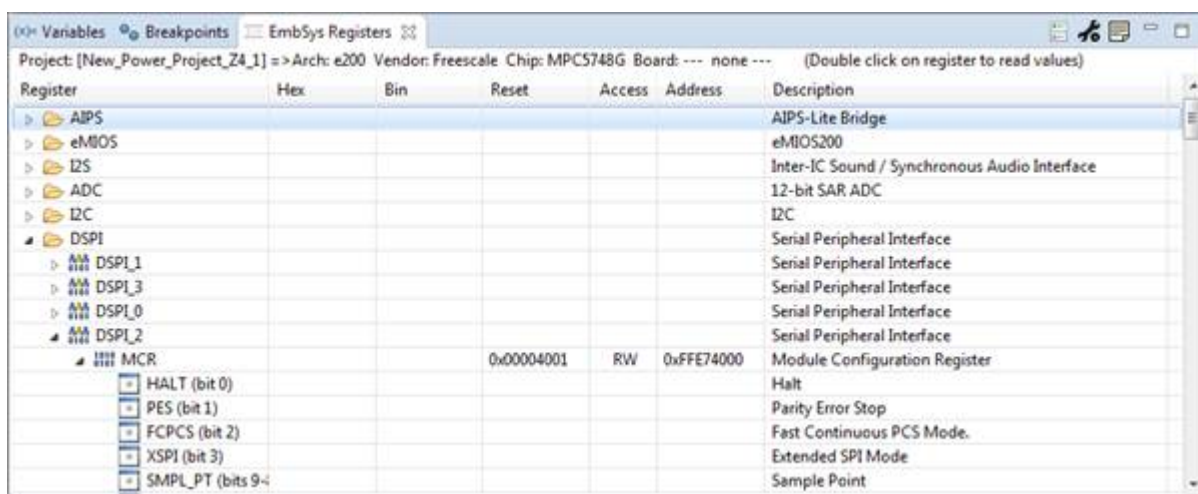 (x)= Variables Breakpoints EmbSys Registers
Project: [New_Power_Project_Z4_1] =>Arch: e200 Vendor: Freescale Chip: MPC5748G Board: --- none --- (Double click on register to read values)
Register Hex Bin Reset Access Address Description
AIPS AIPS-Lite Bridge
eMIOS eMIOS200
I2S Inter-IC Sound / Synchronous Audio Interface
ADC 12-bit SAR ADC
I2C I2C
DSPI Serial Peripheral Interface
DSPI_1 Serial Peripheral Interface
DSPI_3 Serial Peripheral Interface
DSPI_0 Serial Peripheral Interface
DSPI_2 Serial Peripheral Interface
MCR 0x00004001 RW 0xFFE74000 Module Configuration Register
HALT (bit 0) Halt
PES (bit 1) Parity Error Stop
FCPCS (bit 2) Fast Continuous PCS Mode.
XSPI (bit 3) Extended SPI Mode
SMPL_PT (bits Sample Point